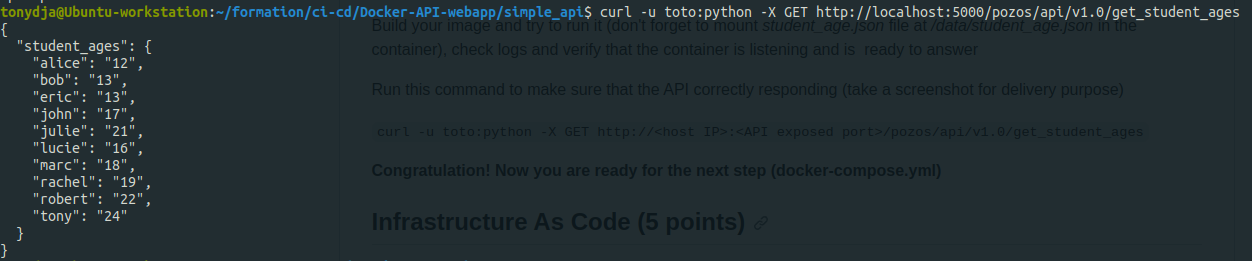 tonydja@Ubuntu-workstation:~/formation/ci-cd/Docker-API-webapp/simple_api$ curl -u toto:python -X GET http://localhost:5000/pozos/api/v1.0/get_student_ages
{
  "student_ages": {
    "alice": "12",
    "bob": "13",
    "eric": "13",
    "john": "17",
    "julie": "21",
    "lucie": "16",
    "marc": "18",
    "rachel": "19",
    "robert": "22",
    "tony": "24"
  }
}
Build your image and try to run it (don't forget to mount student_age.json file at /data/student_age.json in the
container), check logs and verify that the container is listening and is ready to answer
Run this command to make sure that the API correctly responding (take a screenshot for delivery purpose)
curl -u toto:python -X GET http://<host IP>:<API exposed port>/pozos/api/v1.0/get_student_ages
Congratulation! Now you are ready for the next step (docker-compose.yml)
Infrastructure As Code (5 points)